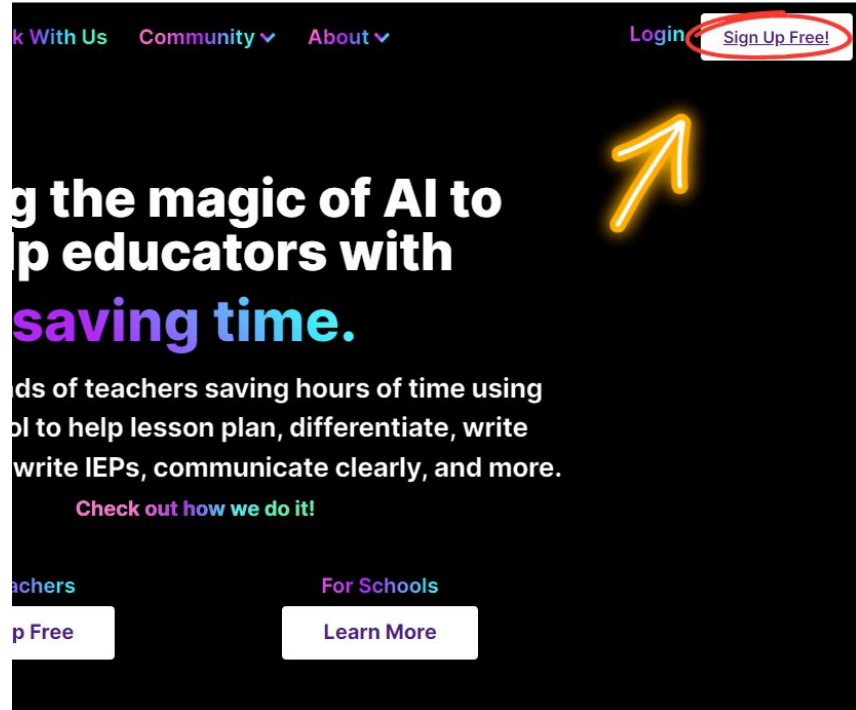 k With Us Community About Login Sign Up Free!
g the magic of AI to
lp educators with
saving time.
ds of teachers saving hours of time using
ol to help lesson plan, differentiate, write
write IEPs, communicate clearly, and more.
Check out how we do it!
achers For Schools
p Free Learn More